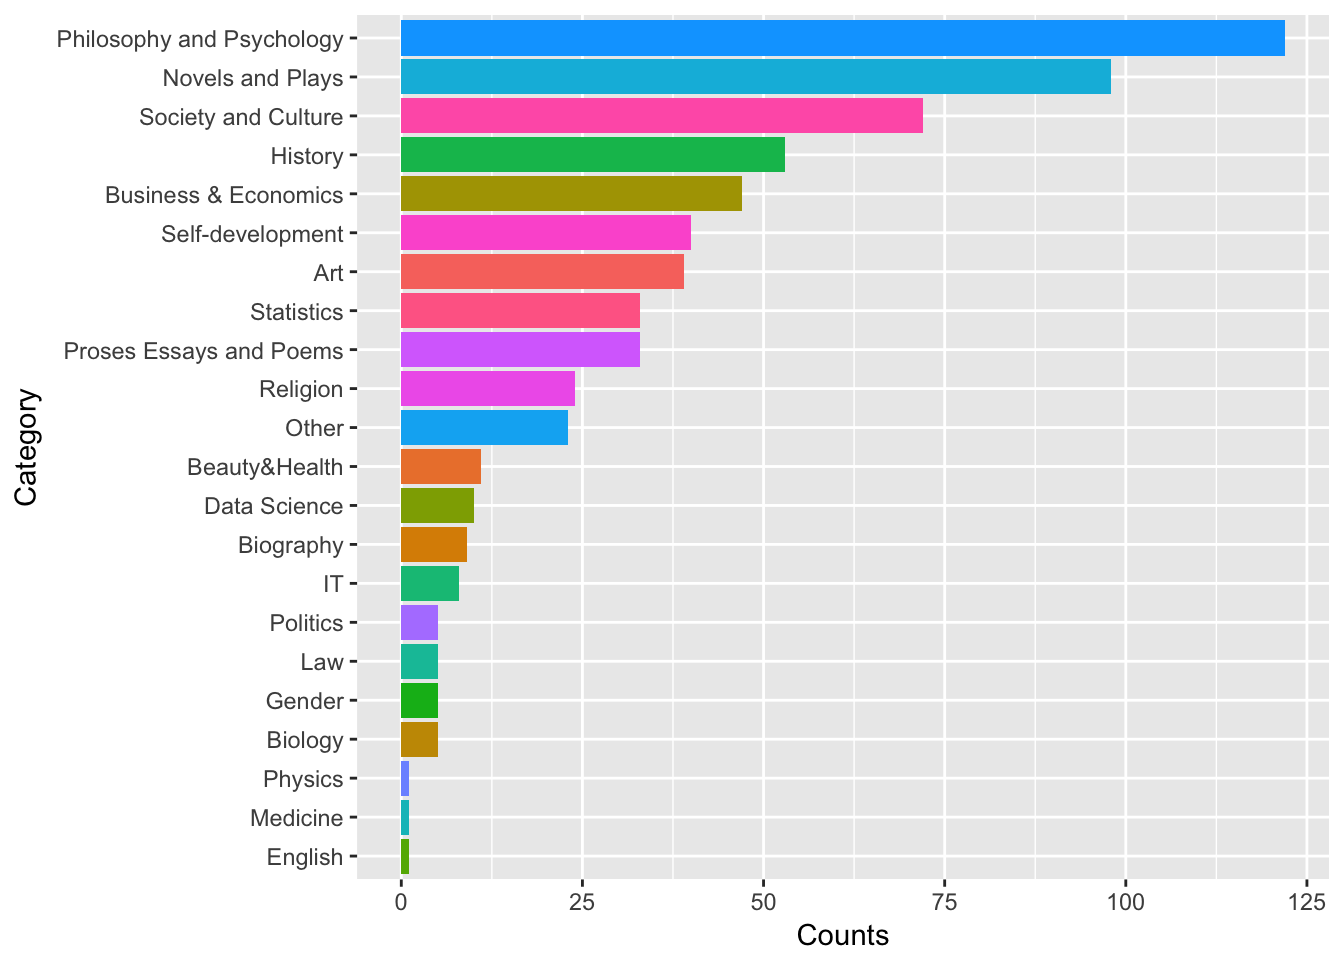 Philosophy and Psychology
Novels and Plays
Society and Culture
History
Business & Economics
Self-development
Art
Statistics
Proses Essays and Poems
Religion
Other
Beauty&Health
Data Science
Biography
IT
Politics
Law
Gender
Biology
Physics
Medicine
English
Category
0 25 50 75 100 125
Counts